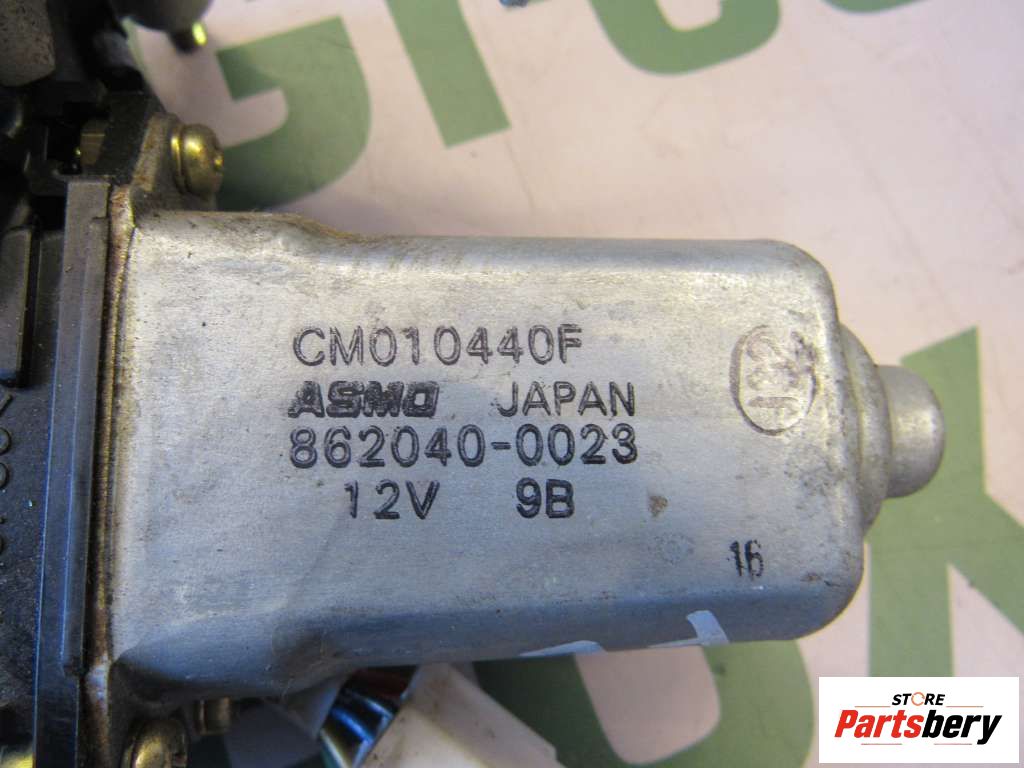 CM010440F
ASMO JAPAN
862040-0023
12V 9B
16
STORE
Partsbery